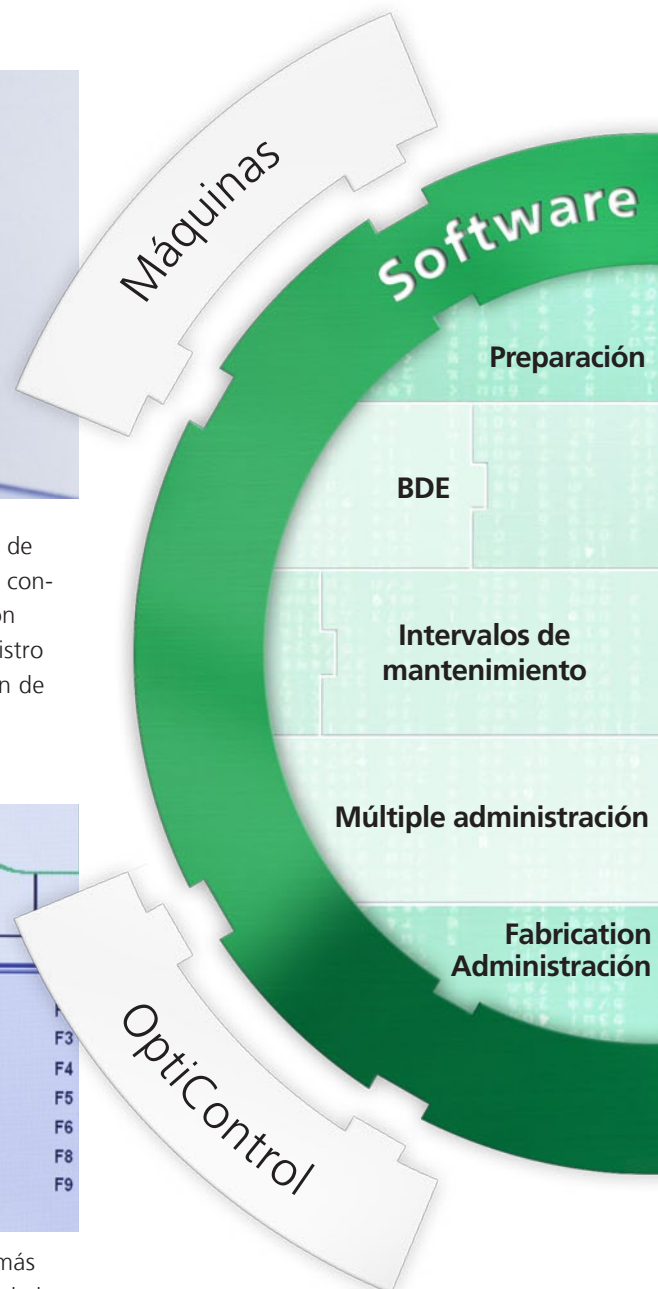 Máquinas
Software
Preparación
BDE
de
con-
istro
n de
Intervalos de
mantenimiento
Múltiple administración
Fabrication
Administración
OptiControl
F3
F4
F5
F6
F8
F9
más